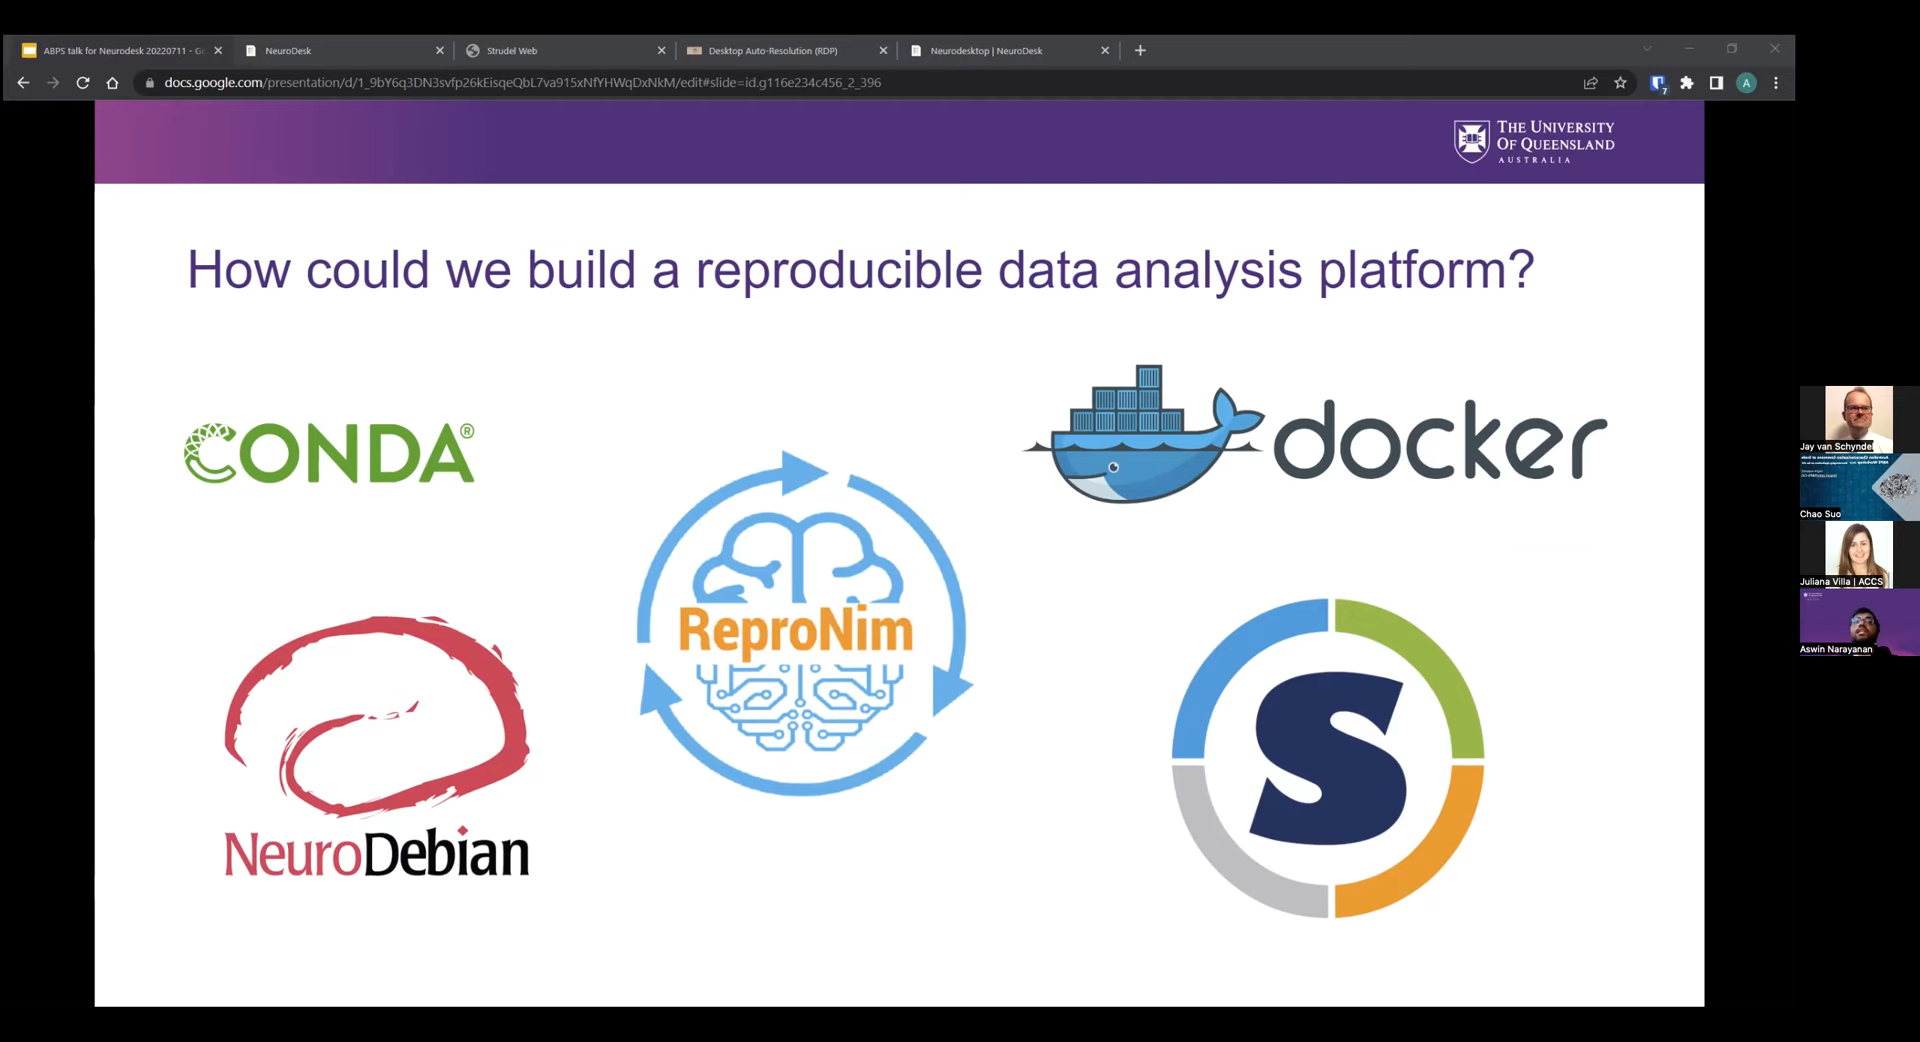 ABPS talk for Neurodesk 20220711 - Go
NeuroDesk
Strudel Web
Desktop Auto-Resolution (RDP)
Neurodesktop | NeuroDesk
docs.google.com/presentation/d/1_9bY6q3DN3svfp26kEisqeQbL7va915xNfYHWqDxNkM/edit#slide=id.g116e234c456_2_396
7
A
THE UNIVERSITY
OF QUEENSLAND
AUSTRALIA
How could we build a reproducible data analysis platform?
CONDA®
docker
ReproNim
NeuroDebian
S
Jay van Schyndel
Chao Suo
Juliana Villa | ACCS
Aswin Narayanan